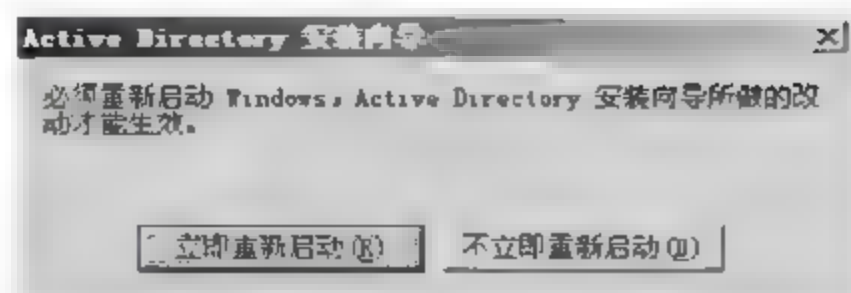 Active Directory 安装向导
必须重新启动 Windows，Active Directory 安装向导所做的改
动才能生效。
立即重新启动(R) 不立即重新启动(D)